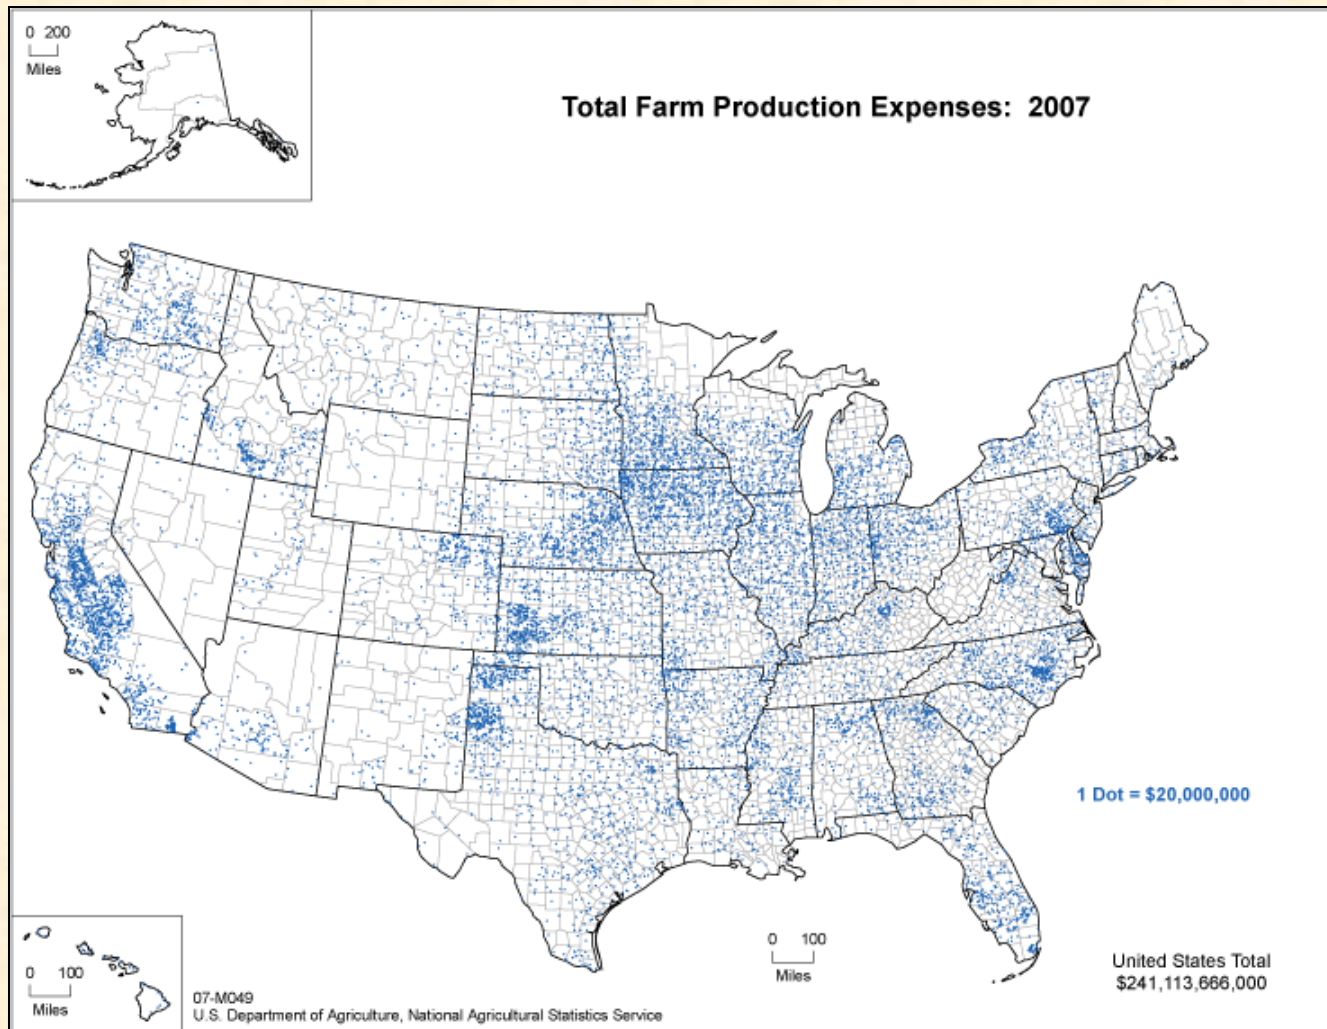 0 200
Miles
Total Farm Production Expenses: 2007
1 Dot = $20,000,000
0 100
Miles
United States Total
$241,113,666,000
0 100
Miles
07-M049
U.S. Department of Agriculture, National Agricultural Statistics Service